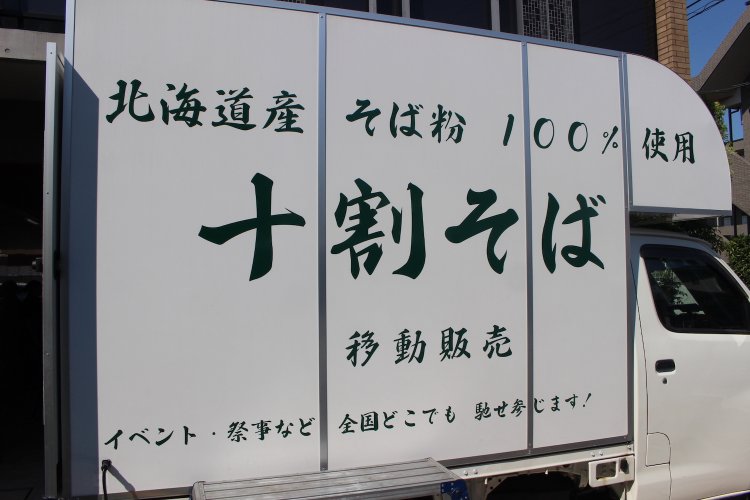 北海道産 そば粉 100% 使用
十割そば
移動販売
イベント・祭事など 全国どこでも 馳せ参じます!